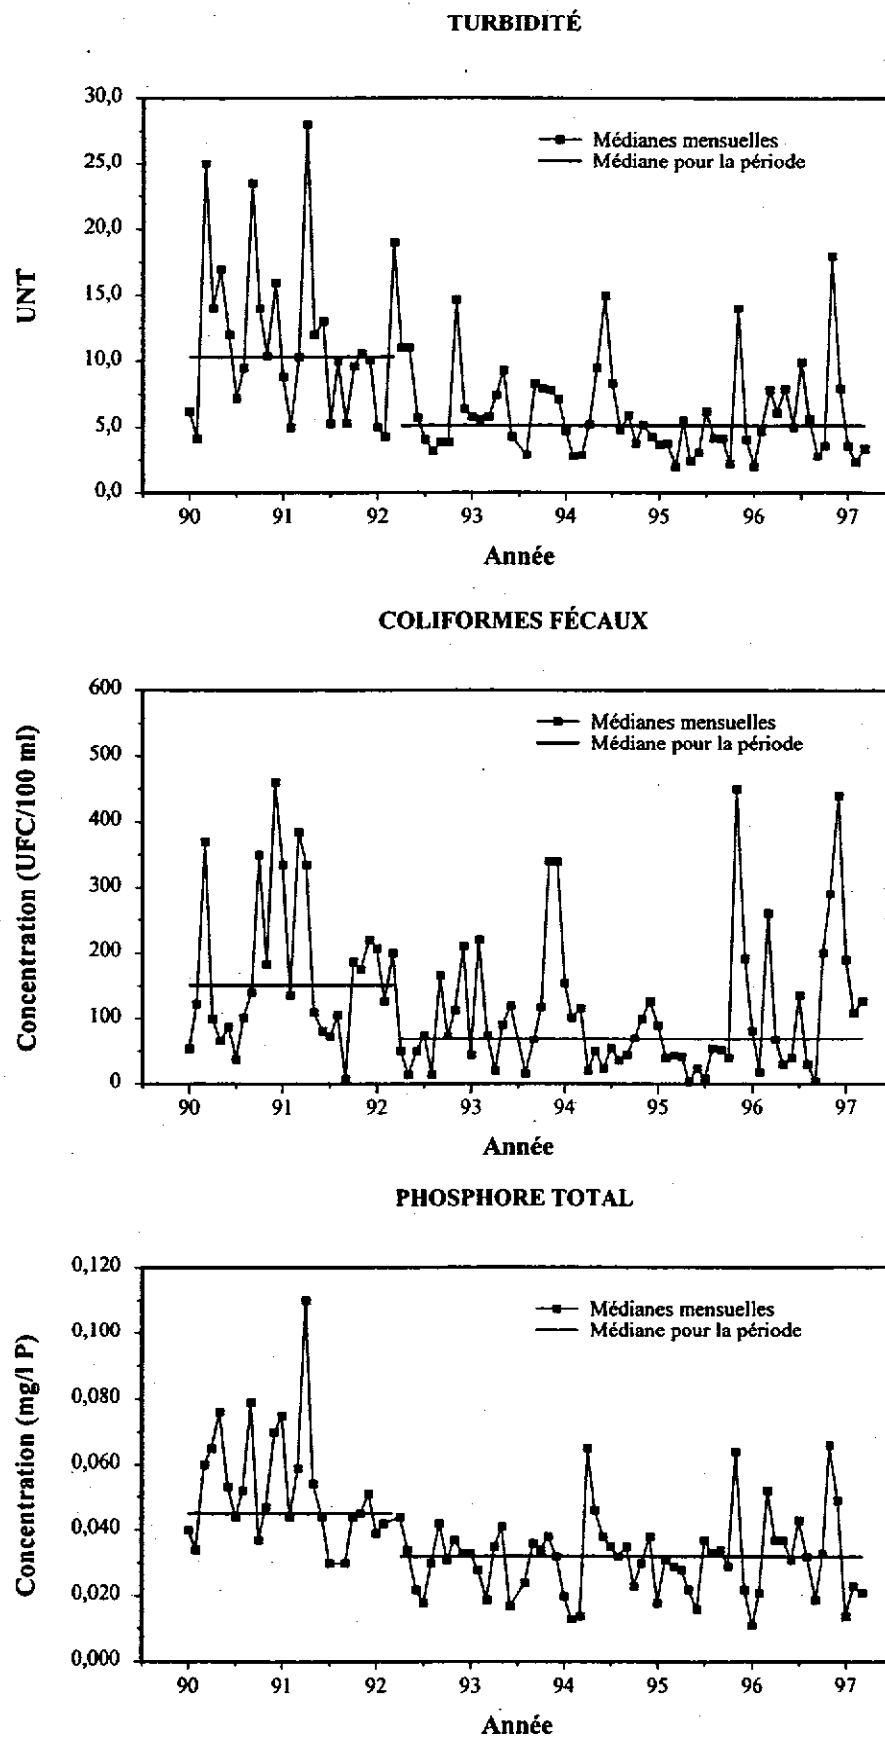 TURBIDITÉ
30,0
25,0
20,0
15,0
10,0
5,0
0,0
UNT
Médianes mensuelles
Médiane pour la période
90 91 92 93 94 95 96 97
Année
COLIFORMES FÉCAUX
600
500
400
300
200
100
0
Concentration (UFC/100 ml)
Médianes mensuelles
Médiane pour la période
90 91 92 93 94 95 96 97
Année
PHOSPHORE TOTAL
0,120
0,100
0,080
0,060
0,040
0,020
0,000
Concentration (mg/l P)
Médianes mensuelles
Médiane pour la période
90 91 92 93 94 95 96 97
Année